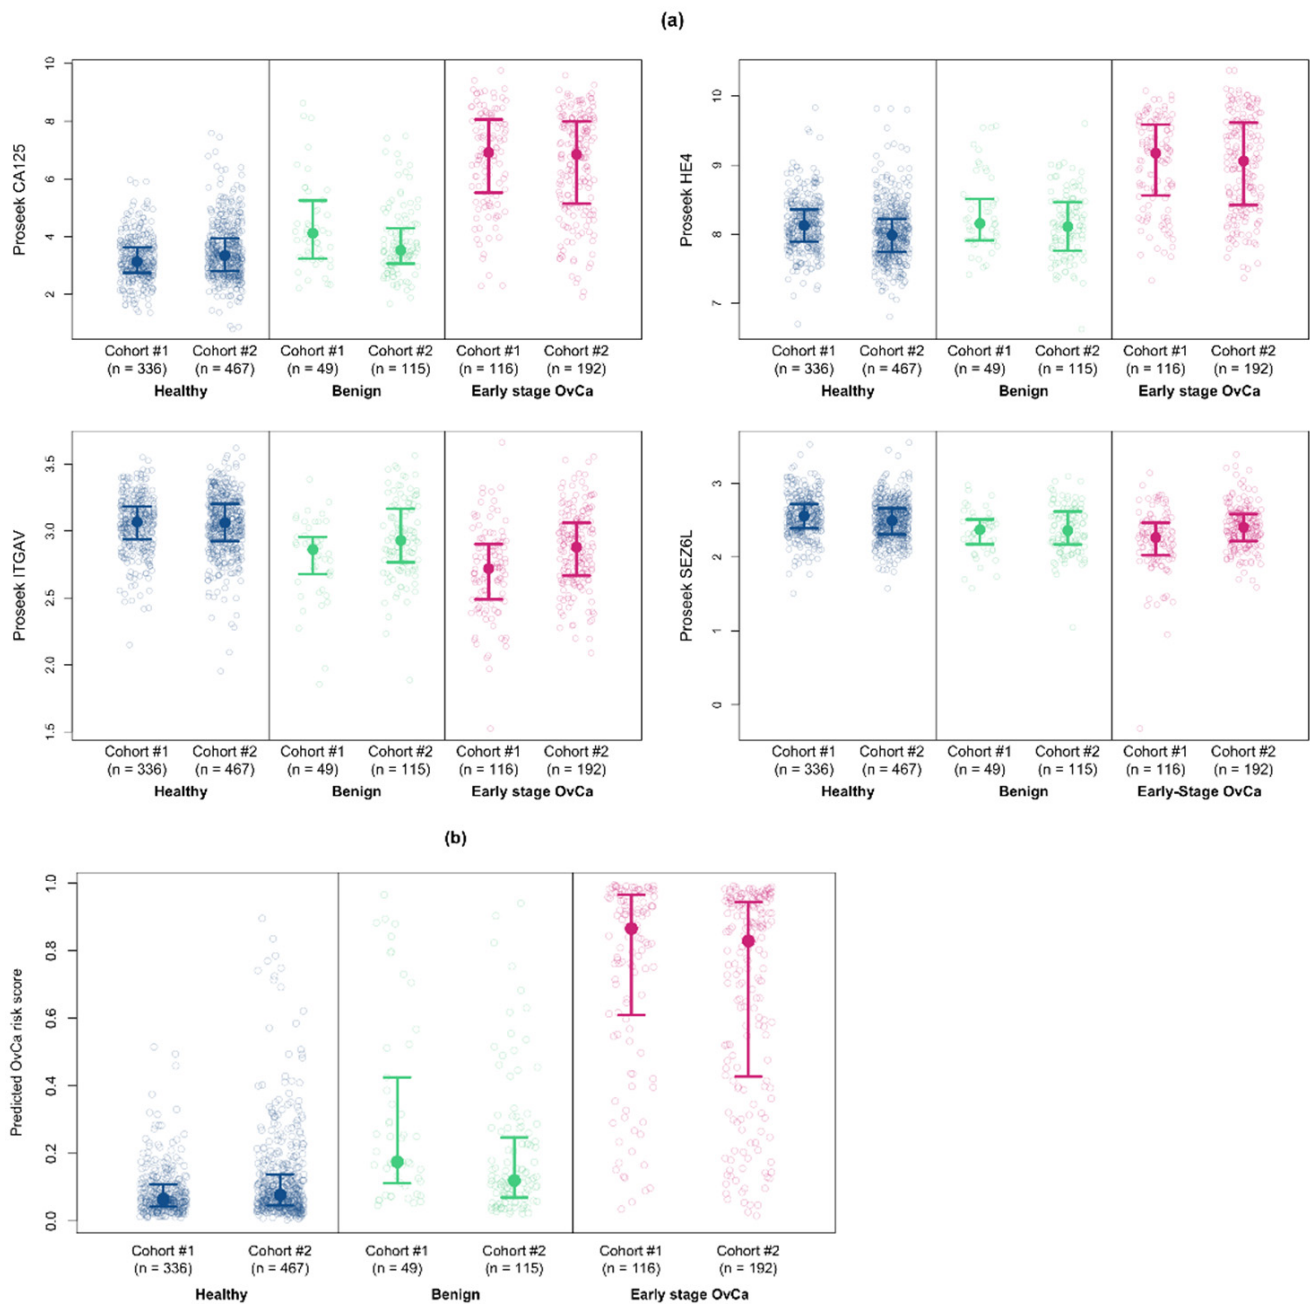 (a)
Proseek CA125
10
8
6
4
2
Cohort #1 Cohort #2 Cohort #1 Cohort #2 Cohort #1 Cohort #2
(n = 336) (n = 467) (n = 49) (n = 115) (n = 116) (n = 192)
Healthy Benign Early stage OvCa
Proseek HE4
10
9
8
7
Cohort #1 Cohort #2 Cohort #1 Cohort #2 Cohort #1 Cohort #2
(n = 336) (n = 467) (n = 49) (n = 115) (n = 116) (n = 192)
Healthy Benign Early stage OvCa
Proseek ITGAV
3.5
3.0
2.5
2.0
1.5
Cohort #1 Cohort #2 Cohort #1 Cohort #2 Cohort #1 Cohort #2
(n = 336) (n = 467) (n = 49) (n = 115) (n = 116) (n = 192)
Healthy Benign Early stage OvCa
Proseek SEZ6L
3
2
1
0
Cohort #1 Cohort #2 Cohort #1 Cohort #2 Cohort #1 Cohort #2
(n = 336) (n = 467) (n = 49) (n = 115) (n = 116) (n = 192)
Healthy Benign Early-Stage OvCa
(b)
Predicted OvCa risk score
1.0
0.8
0.6
0.4
0.2
0.0
Cohort #1 Cohort #2 Cohort #1 Cohort #2 Cohort #1 Cohort #2
(n = 336) (n = 467) (n = 49) (n = 115) (n = 116) (n = 192)
Healthy Benign Early stage OvCa